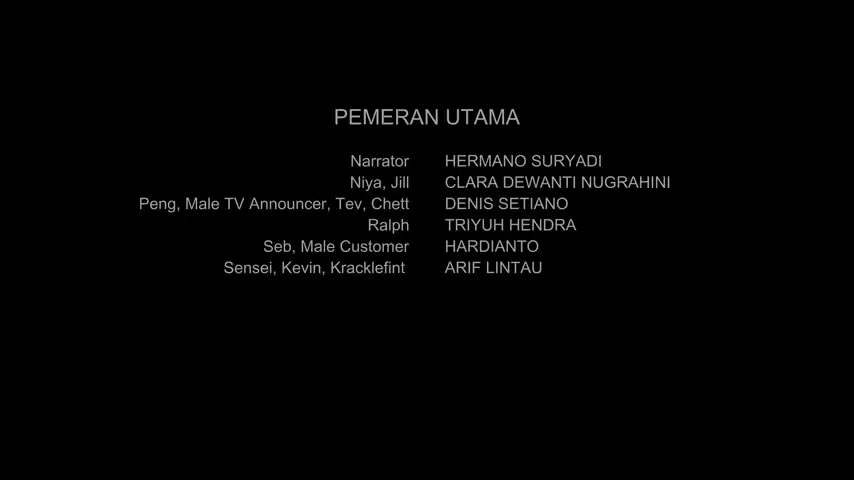 PEMERAN UTAMA
Narrator HERMANO SURYADI
Niya, Jill CLARA DEWANTI NUGRAHINI
Peng, Male TV Announcer, Tev, Chett DENIS SETIANO
Ralph TRIYUH HENDRA
Seb, Male Customer HARDIANTO
Sensei, Kevin, Kracklefint ARIF LINTAU